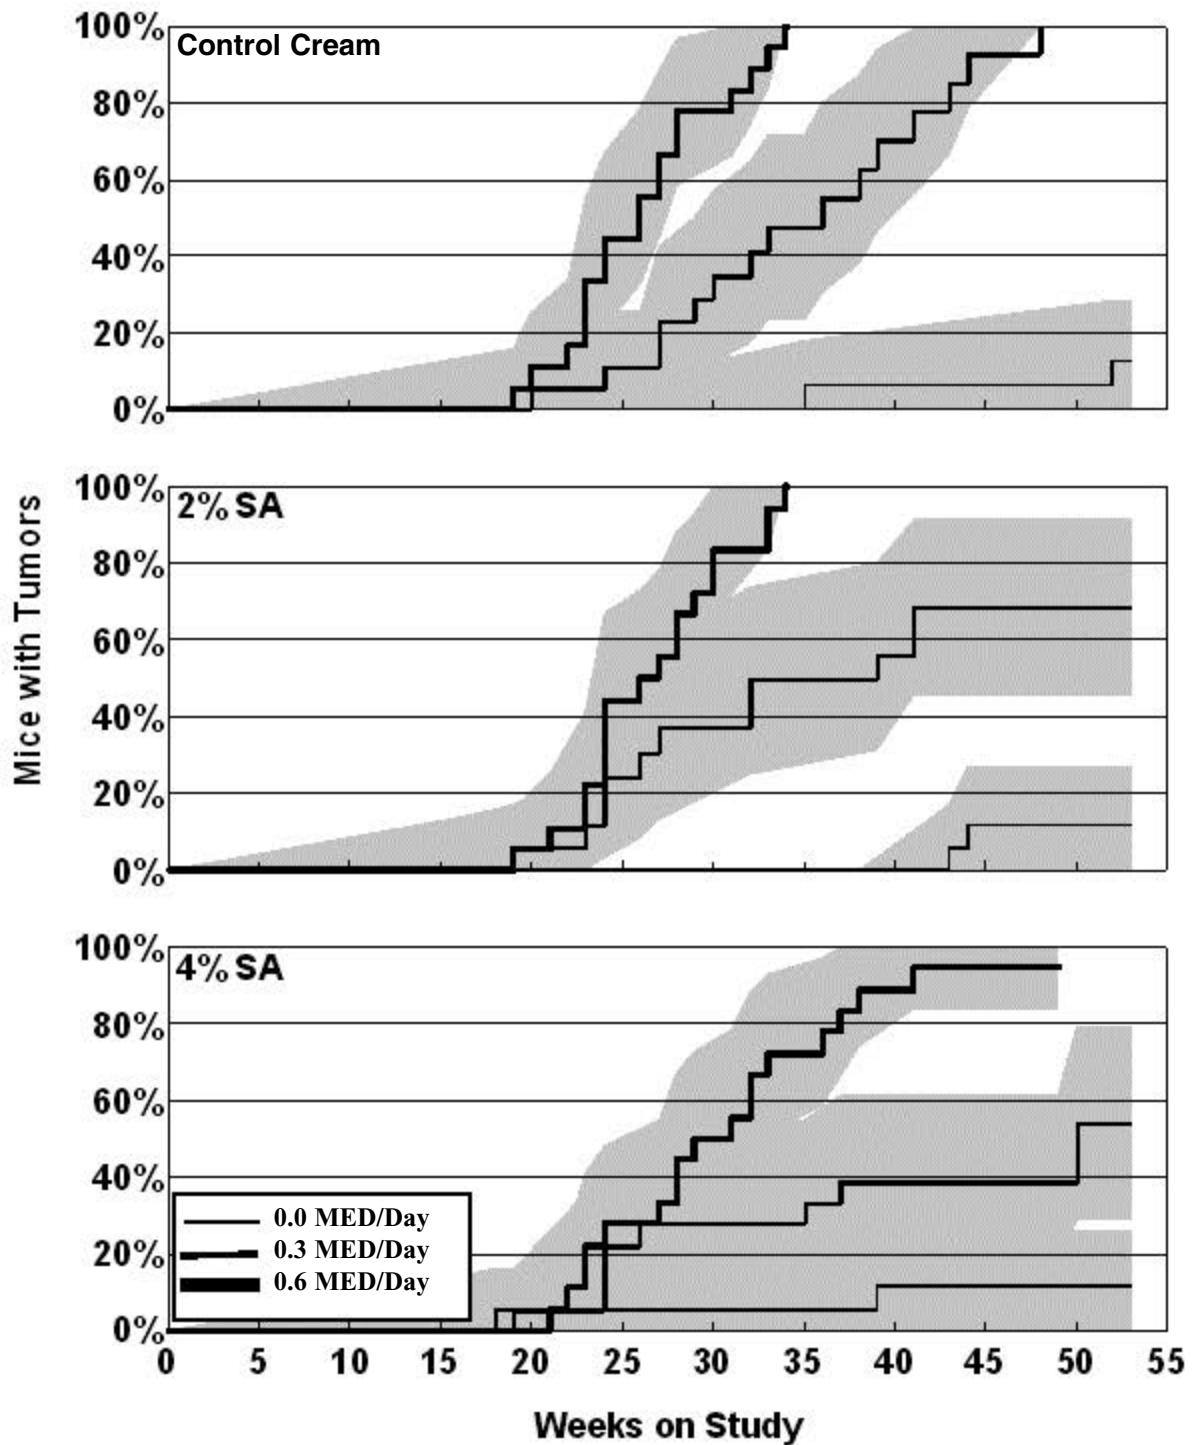 Control Cream
100%
80%
60%
40%
20%
0%
2% SA
100%
80%
60%
40%
20%
0%
Mice with Tumors
4% SA
100%
80%
60%
40%
20%
0%
0.0 MED/Day
0.3 MED/Day
0.6 MED/Day
0 5 10 15 20 25 30 35 40 45 50 55
Weeks on Study